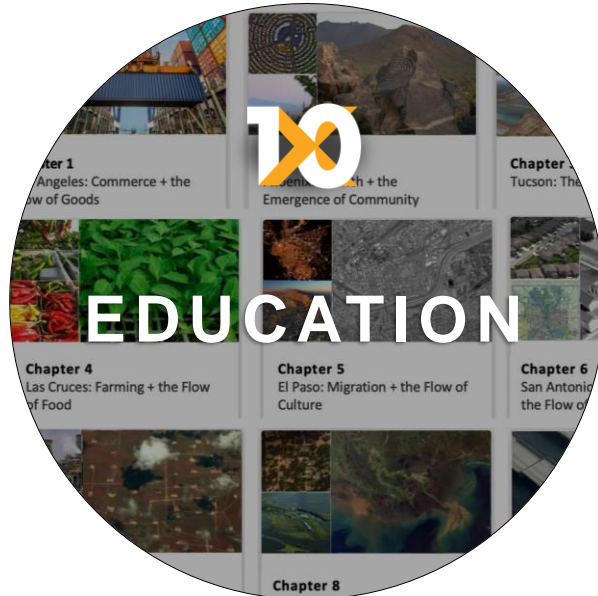 10
Chapter 1
Angeles: Commerce + the
ow of Goods
h + the
Emergence of Community
Chapter
Tucson: The
EDUCATION
Chapter 4
Las Cruces: Farming + the Flow
of Food
Chapter 5
El Paso: Migration + the Flow of
Culture
Chapter 6
San Antonio
the Flow of
Chapter 8